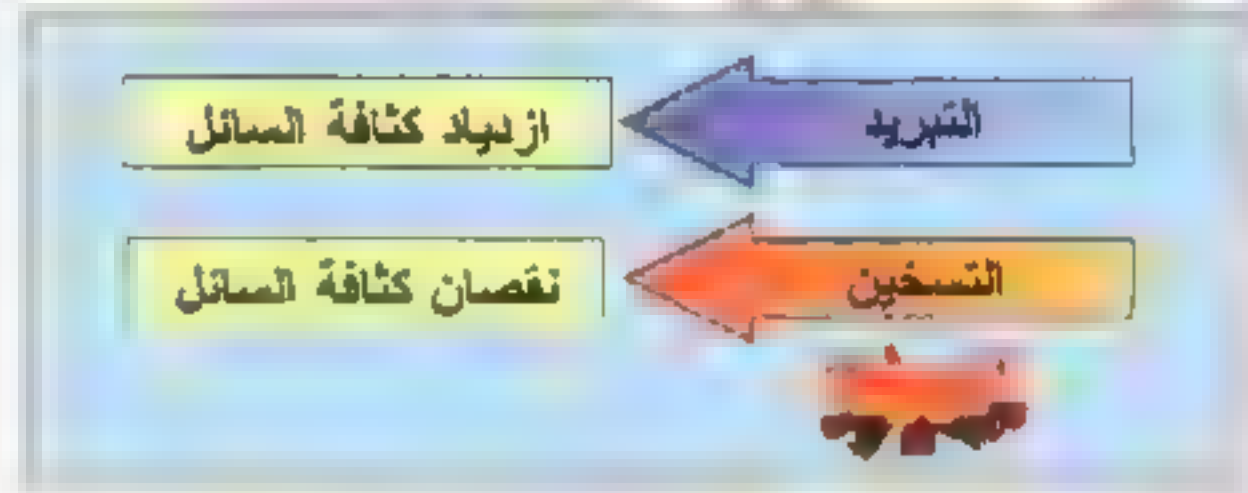 التبريد
ازدياد كثافة السائل
التسخين
نقصان كثافة السائل